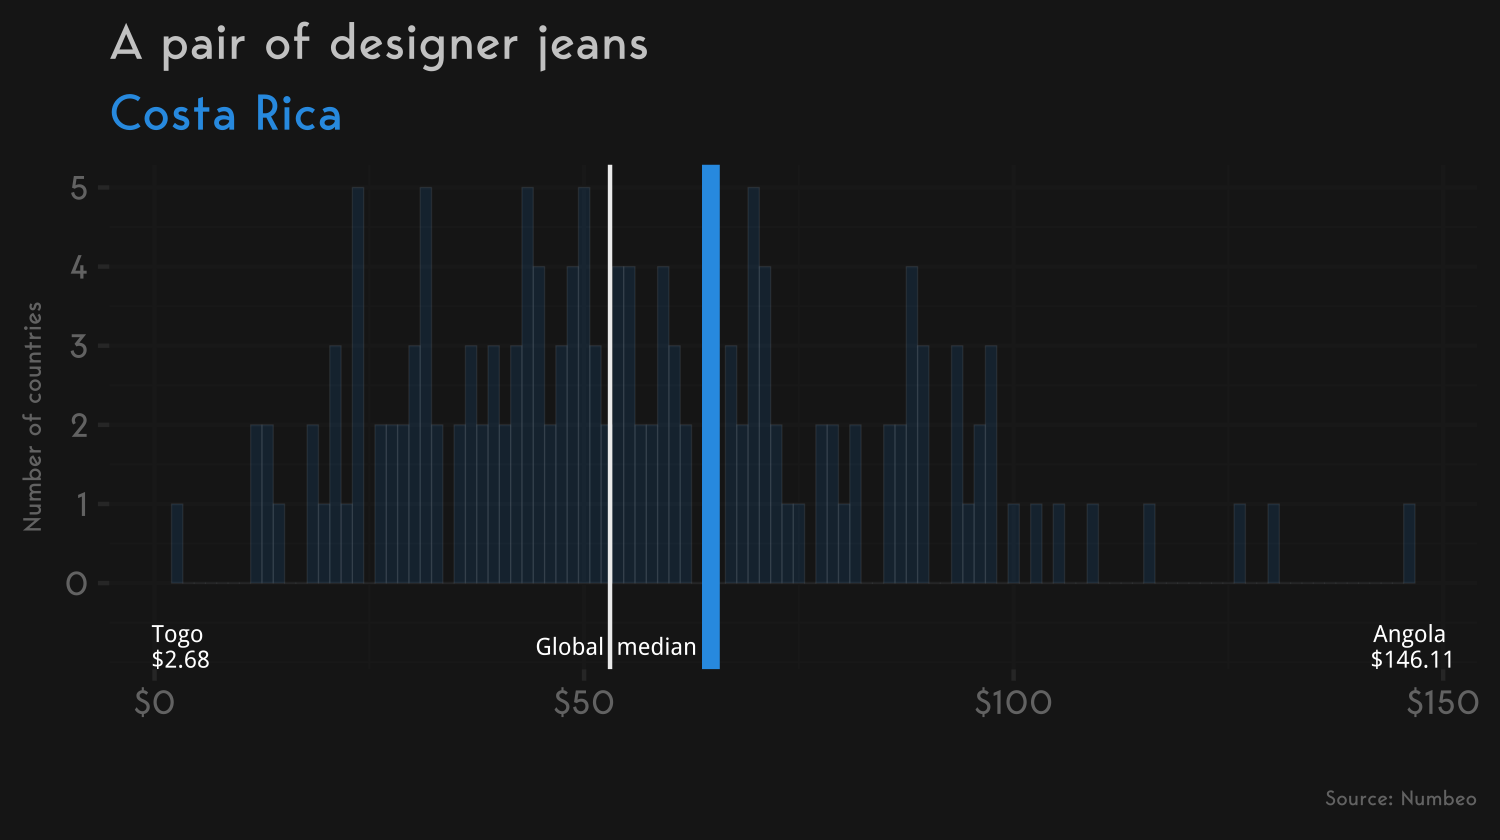 A pair of designer jeans
Costa Rica
Number of countries
5
4
3
2
1
0
Togo
$2.68
Global median
Angola
$146.11
$0
$50
$100
$150
Source: Numbeo